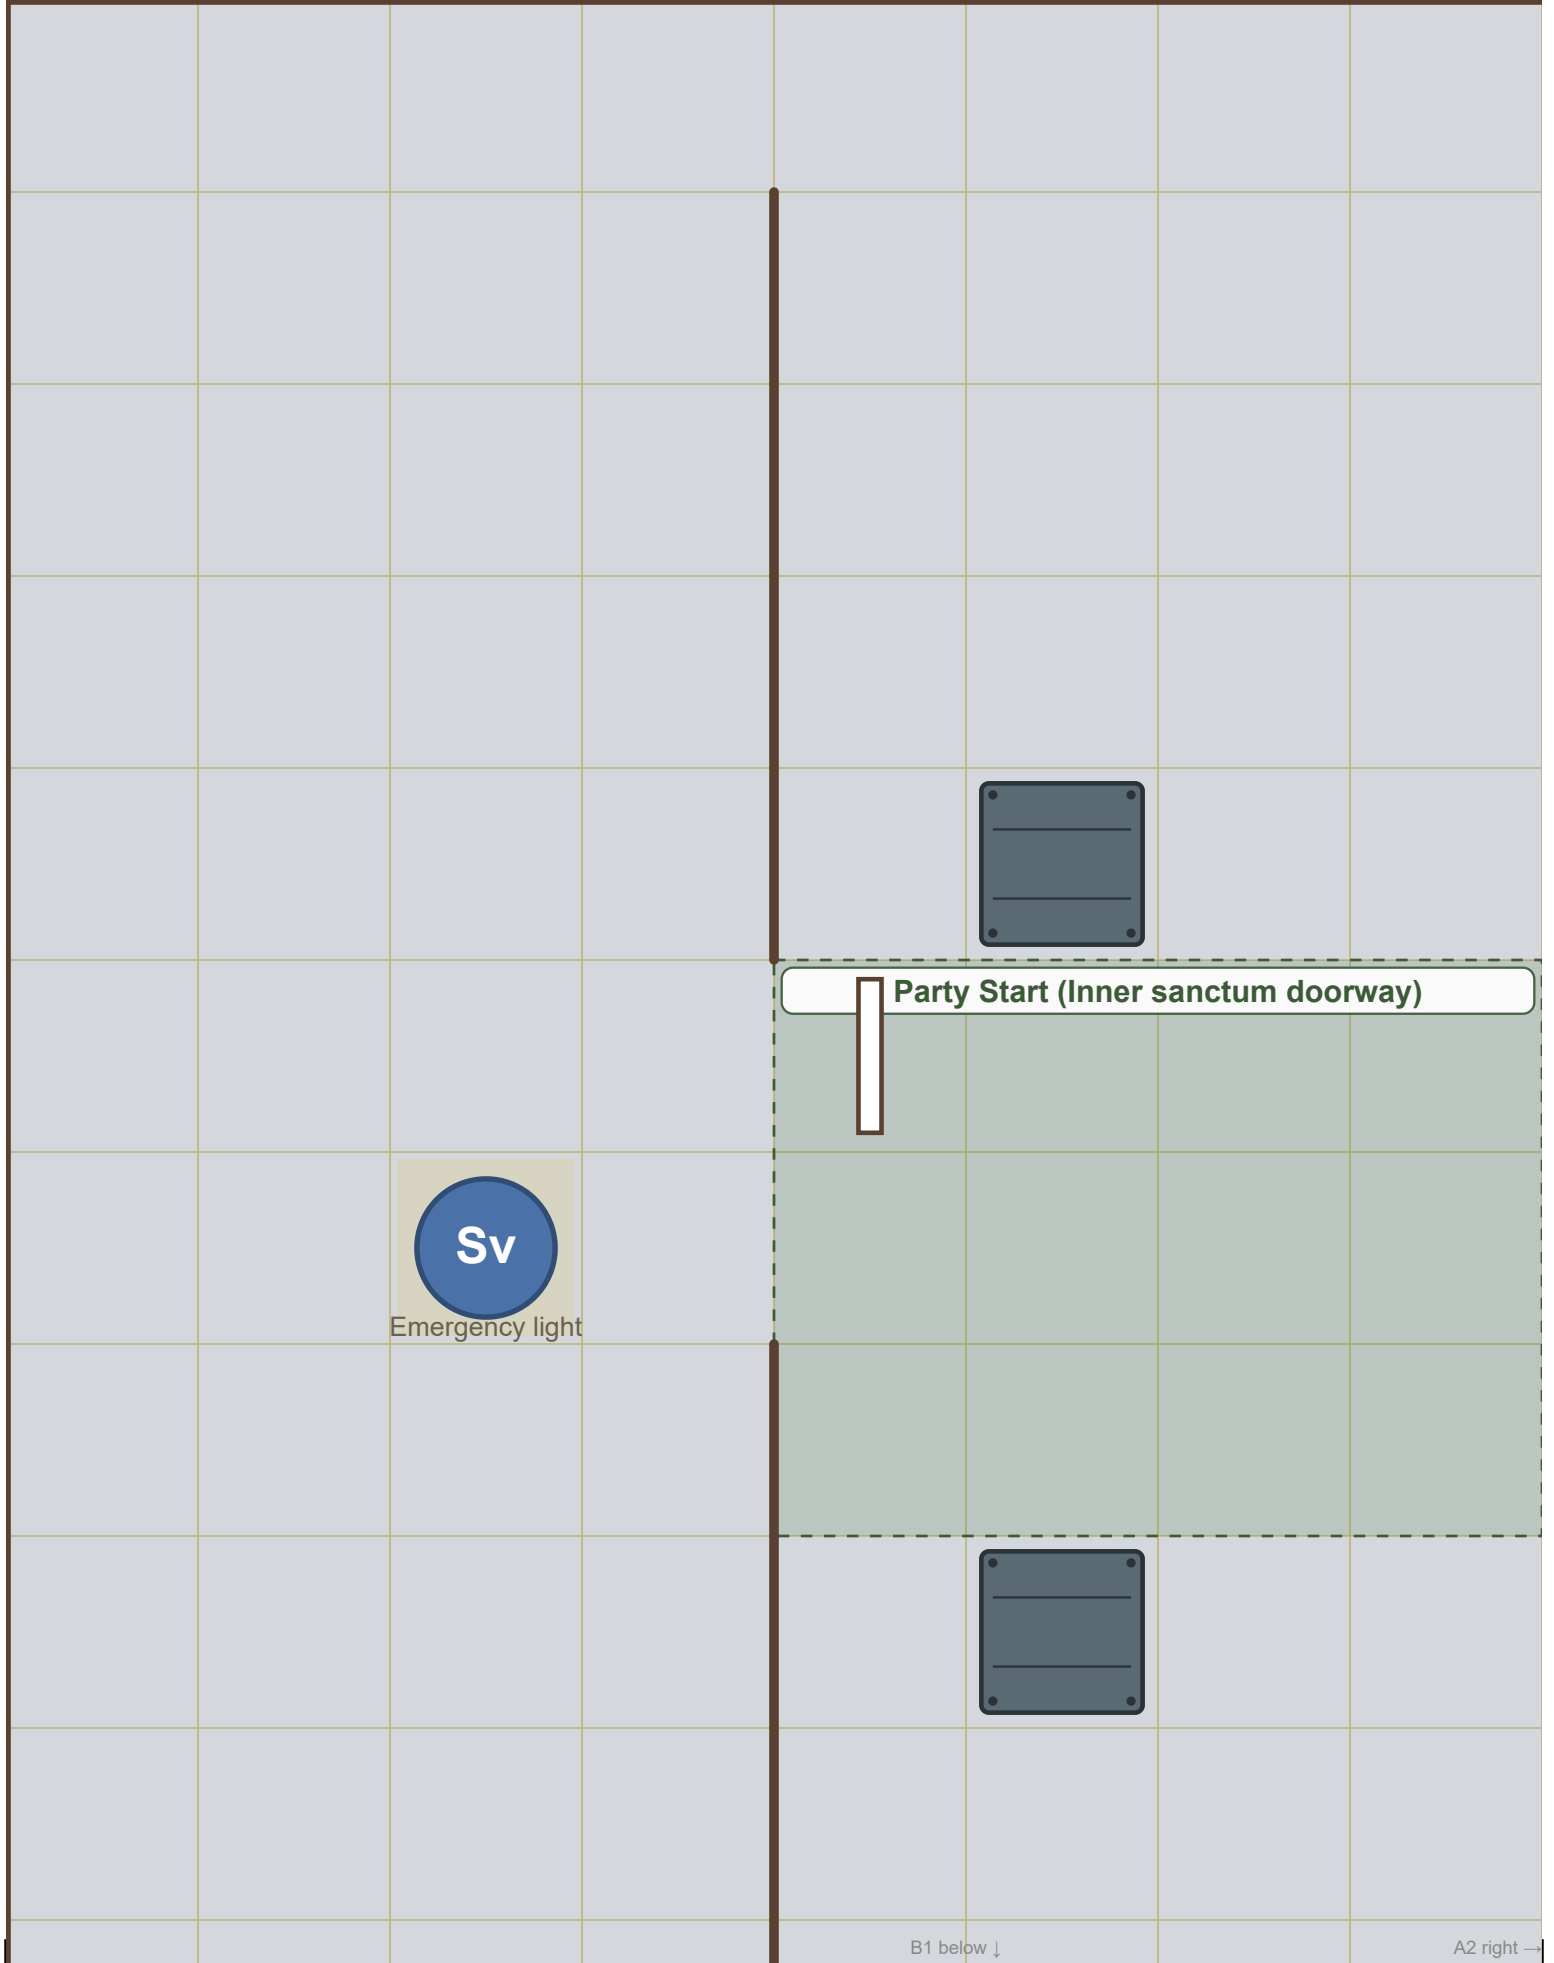 Party Start (Inner sanctum doorway)
Sv
Emergency light
B1 below ↓
A2 right →